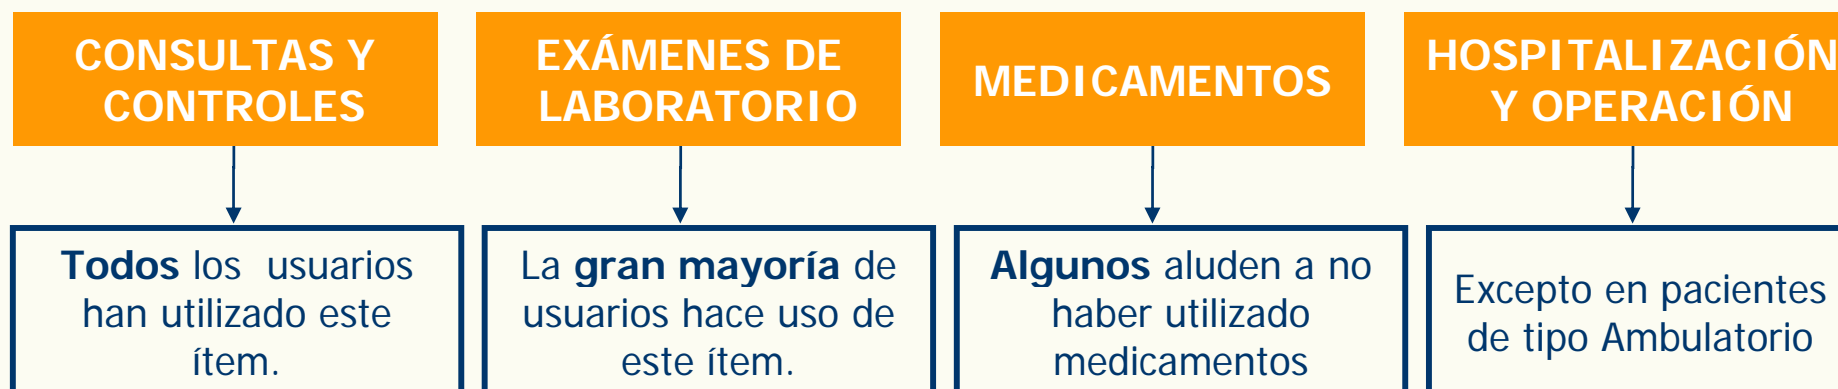 CONSULTAS Y
CONTROLES
EXÁMENES DE
LABORATORIO
MEDICAMENTOS
HOSPITALIZACIÓN
Y OPERACIÓN
Todos los usuarios
han utilizado este
ítem.
La gran mayoría de
usuarios hace uso de
este ítem.
Algunos aluden a no
haber utilizado
medicamentos
Excepto en pacientes
de tipo Ambulatorio